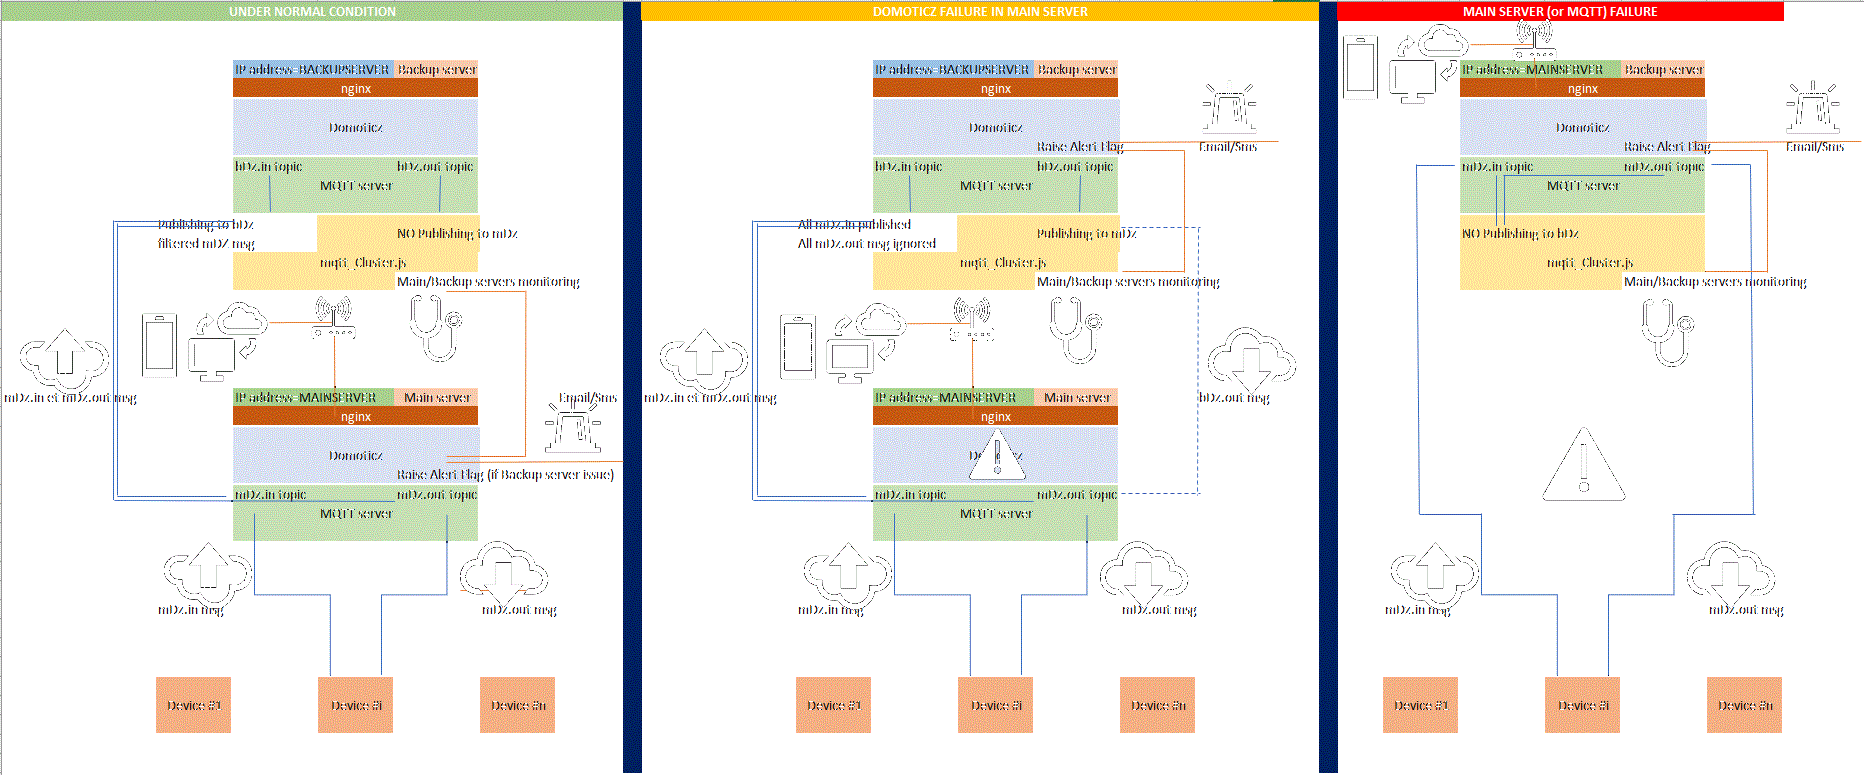 UNDER NORMAL CONDITION
IP address=BACKUPSERVER Backup server
nginx
Domoticz
bDz.in topic bDz.out topic
MQTT server
Publishing to bDz
filtered mDZ msg
NO Publishing to mDz
mqtt_Cluster.js
Main/Backup servers monitoring
mDz.in et mDz.out msg
IP address=MAINSERVER Main server
Email/Sms
nginx
Domoticz
Raise Alert Flag (if Backup server issue)
mDz.in topic mDz.out topic
MQTT server
mDz.in msg mDz.out msg
Device #1 Device #i Device #n
DOMOTICZ FAILURE IN MAIN SERVER
IP address=BACKUPSERVER Backup server
nginx
Domoticz
Raise Alert Flag Email/Sms
bDz.in topic bDz.out topic
MQTT server
All mDz.in published
All mDz.out msg ignored
Publishing to mDz
mqtt_Cluster.js
Main/Backup servers monitoring
mDz.in et mDz.out msg
IP address=MAINSERVER Main server
bDz.out msg
nginx
Domoticz
mDz.in topic mDz.out topic
MQTT server
mDz.in msg mDz.out msg
Device #1 Device #i Device #n
MAIN SERVER (or MQTT) FAILURE
IP address=MAINSERVER Backup server
nginx
Domoticz
Raise Alert Flag Email/Sms
mDz.in topic mDz.out topic
MQTT server
NO Publishing to bDz
mqtt_Cluster.js
Main/Backup servers monitoring
mDz.in msg mDz.out msg
Device #1 Device #i Device #n